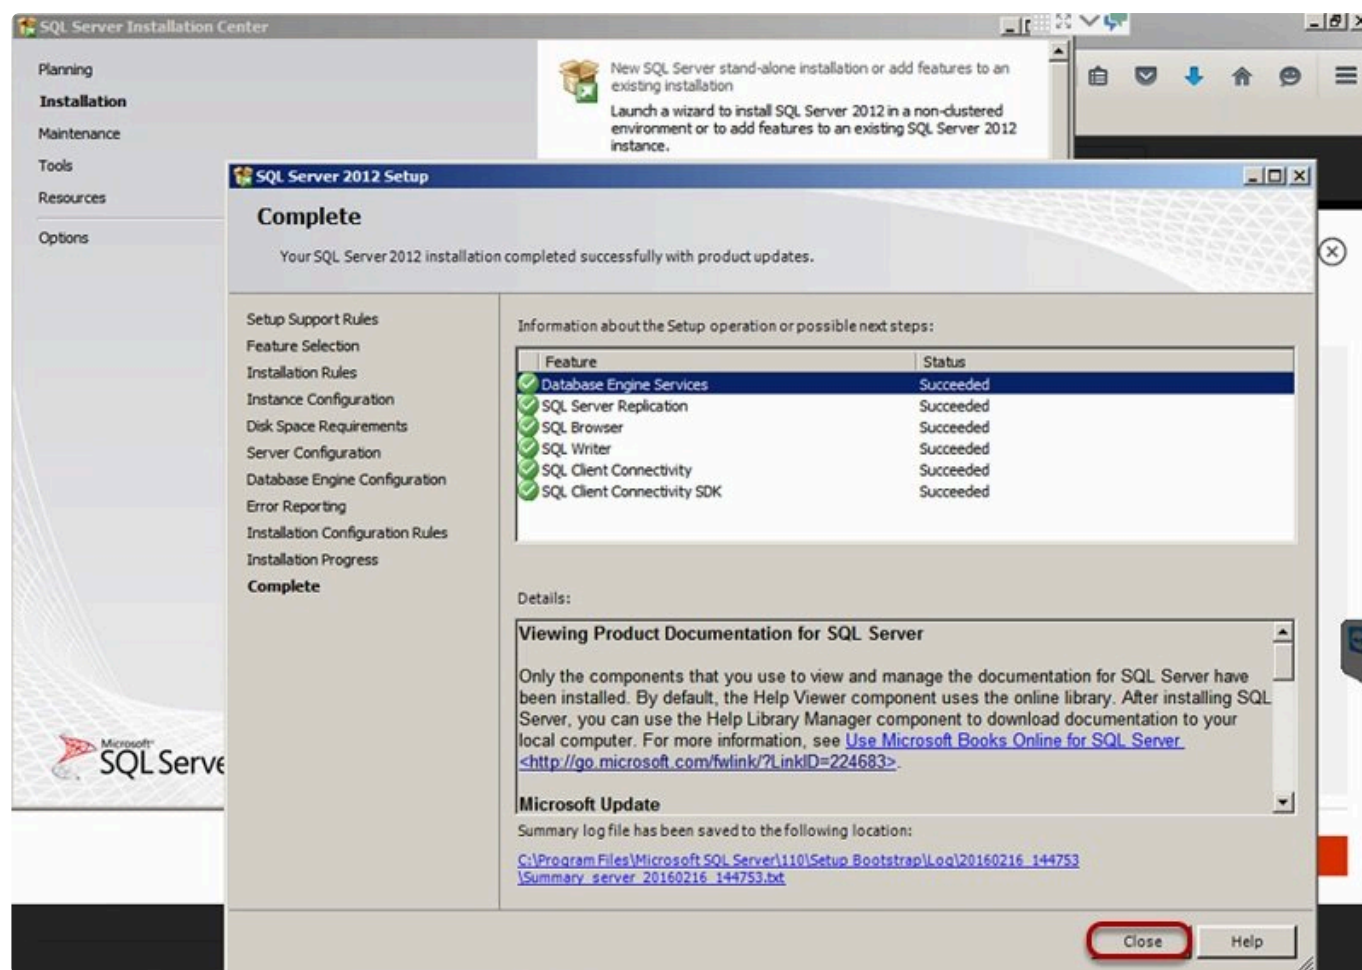 SQL Server Installation Center
Planning
Installation
Maintenance
Tools
Resources
Options
New SQL Server stand-alone installation or add features to an
existing installation
Launch a wizard to install SQL Server 2012 in a non-clustered
environment or to add features to an existing SQL Server 2012
instance.
SQL Server 2012 Setup
Complete
Your SQL Server 2012 installation completed successfully with product updates.
Setup Support Rules
Feature Selection
Installation Rules
Instance Configuration
Disk Space Requirements
Server Configuration
Database Engine Configuration
Error Reporting
Installation Configuration Rules
Installation Progress
Complete
Information about the Setup operation or possible next steps:
Feature Status
Database Engine Services Succeeded
SQL Server Replication Succeeded
SQL Browser Succeeded
SQL Writer Succeeded
SQL Client Connectivity Succeeded
SQL Client Connectivity SDK Succeeded
Details:
Viewing Product Documentation for SQL Server
Only the components that you use to view and manage the documentation for SQL Server have
been installed. By default, the Help Viewer component uses the online library. After installing SQL
Server, you can use the Help Library Manager component to download documentation to your
local computer. For more information, see Use Microsoft Books Online for SQL Server
<http://go.microsoft.com/fwlink/?LinkID=224683>.
Microsoft Update
Summary log file has been saved to the following location:
C:\Program Files\Microsoft SQL Server\110\Setup Bootstrap\Log\20160216_144753
\Summary_server_20160216_144753.txt
Microsoft
SQL Serve
Close Help